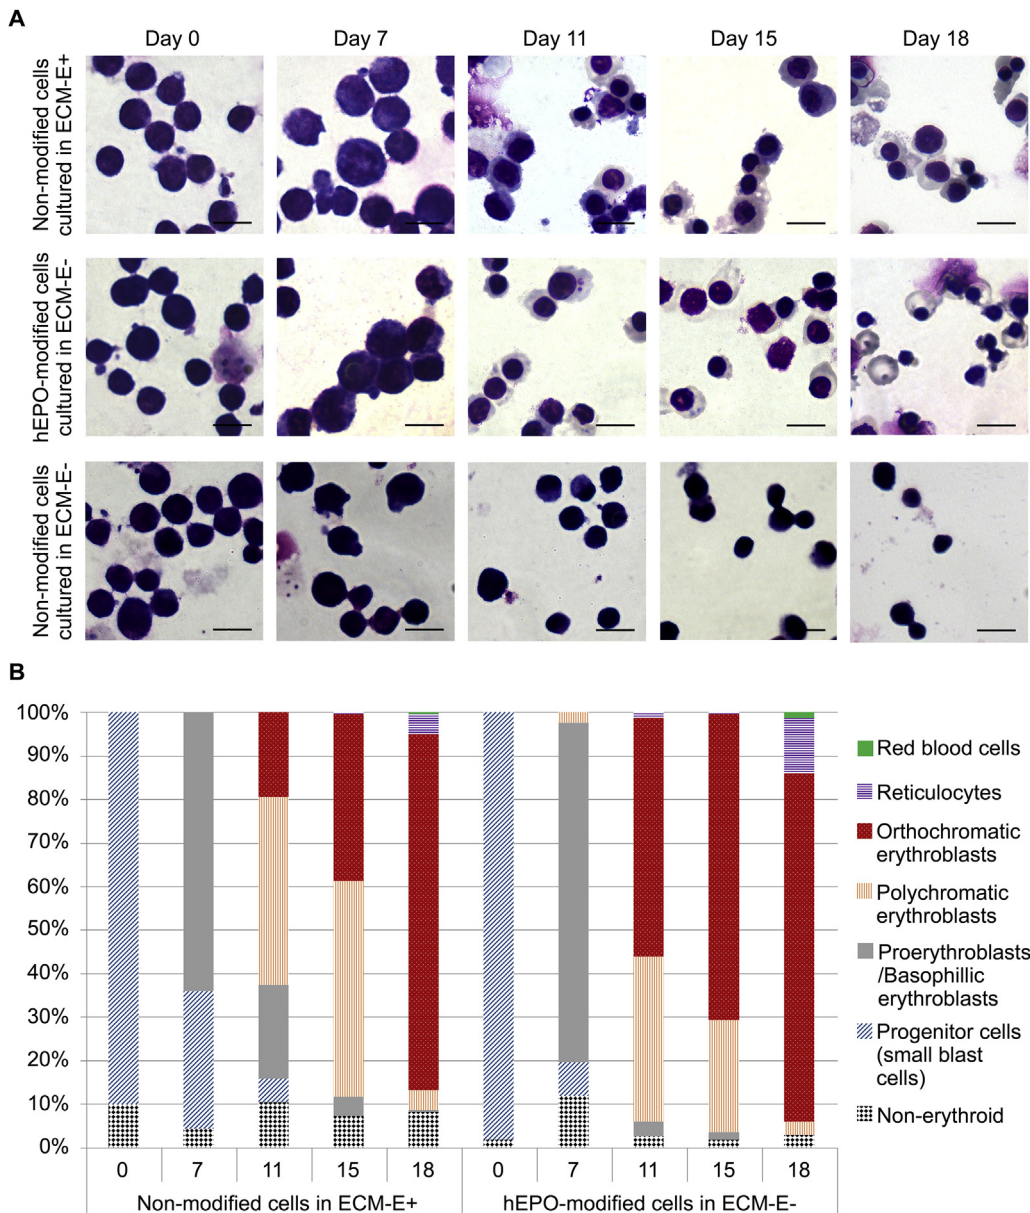 A
Day 0 Day 7 Day 11 Day 15 Day 18
Non-modified cells
cultured in ECM-E+
hEPO-modified cells
cultured in ECM-E-
Non-modified cells
cultured in ECM-E-
B
100%
90%
80%
70%
60%
50%
40%
30%
20%
10%
0%
0 7 11 15 18 0 7 11 15 18
Non-modified cells in ECM-E+ hEPO-modified cells in ECM-E-
Red blood cells
Reticulocytes
Orthochromatic
erythroblasts
Polychromatic
erythroblasts
Proerythroblasts
/Basophillic
erythroblasts
Progenitor cells
(small blast
cells)
Non-erythroid